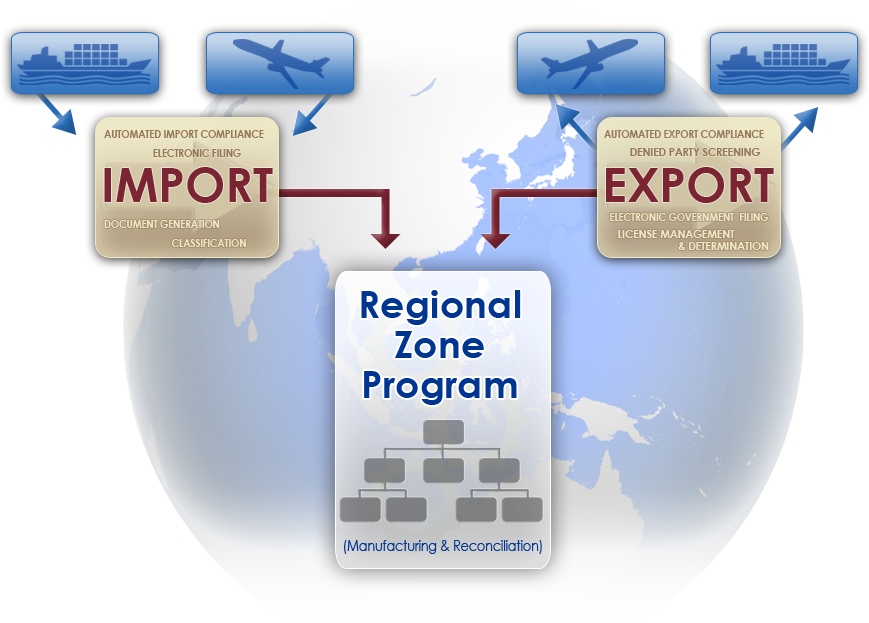 AUTOMATED IMPORT COMPLIANCE
ELECTRONIC FILING
IMPORT
DOCUMENT GENERATION
CLASSIFICATION
AUTOMATED EXPORT COMPLIANCE
DENIED PARTY SCREENING
EXPORT
ELECTRONIC GOVERNMENT FILING
LICENSE MANAGEMENT
& DETERMINATION
Regional
Zone
Program
(Manufacturing & Reconciliation)